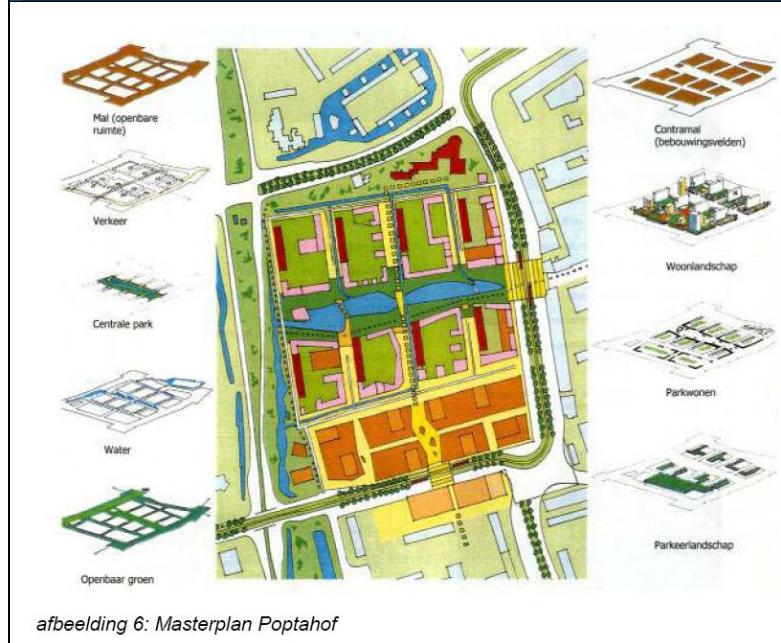 Mal (openbare
ruimte)
Verkeer
Centrale park
Water
Openbaar groen
Contramal
(bebouwingsvelden)
Woonlandschap
Parkwonen
Parkeerlandschap
afbeelding 6: Masterplan Poptahof